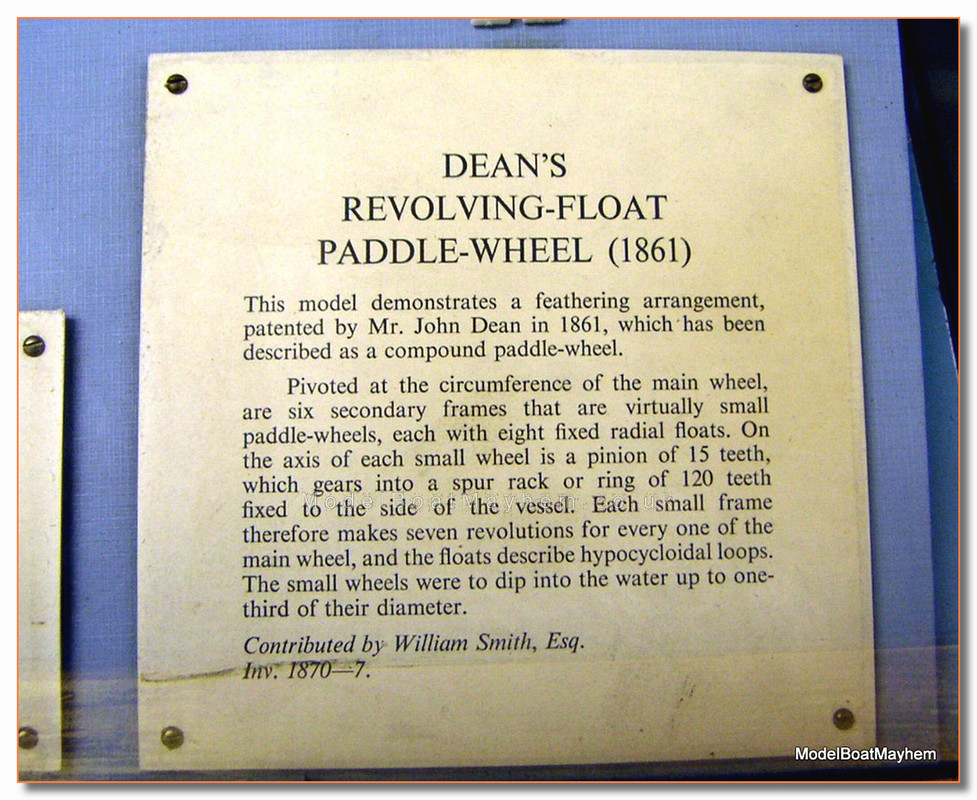 DEAN'S
REVOLVING-FLOAT
PADDLE-WHEEL (1861)
This model demonstrates a feathering arrangement,
patented by Mr. John Dean in 1861, which has been
described as a compound paddle-wheel.
Pivoted at the circumference of the main wheel,
are six secondary frames that are virtually small
paddle-wheels, each with eight fixed radial floats. On
the axis of each small wheel is a pinion of 15 teeth,
which gears into a spur rack or ring of 120 teeth
fixed to the side of the vessel. Each small frame
therefore makes seven revolutions for every one of the
main wheel, and the floats describe hypocycloidal loops.
The small wheels were to dip into the water up to one-
third of their diameter.
Contributed by William Smith, Esq.
Inv. 1870—7.
ModelBoatMayhem